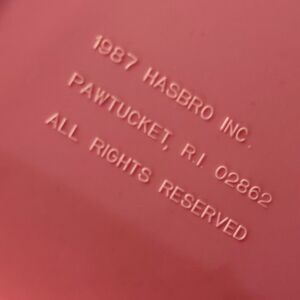 1987 HASBRO INC.
PAWTUCKET, R.I 02862
ALL RIGHTS RESERVED